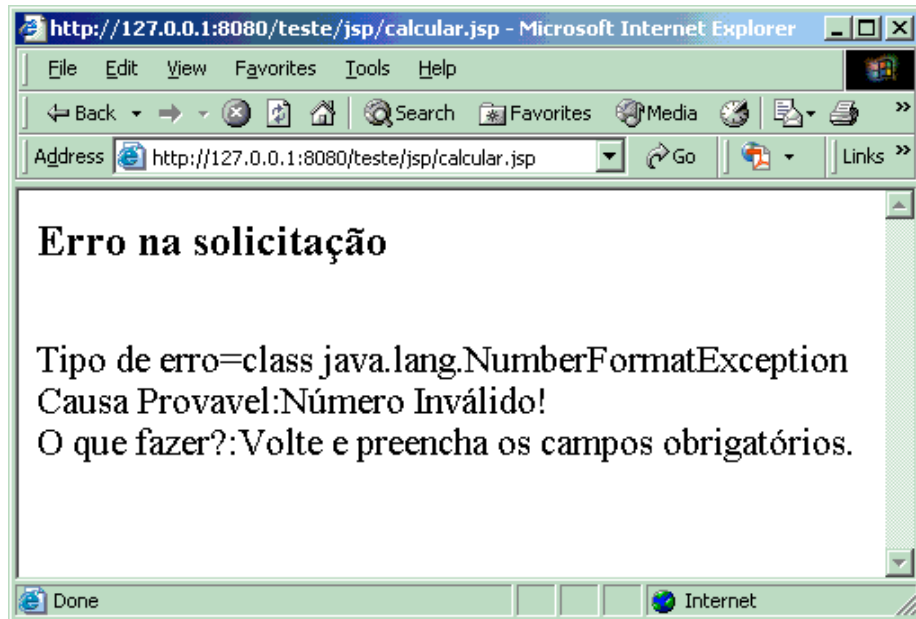 http://127.0.0.1:8080/teste/jsp/calcular.jsp - Microsoft Internet Explorer
File Edit View Favorites Tools Help
Back Search Favorites Media »
Address http://127.0.0.1:8080/teste/jsp/calcular.jsp Go Links »
Erro na solicitação
Tipo de erro=class java.lang.NumberFormatException
Causa Provavel:Número Inválido!
O que fazer?:Volte e preencha os campos obrigatórios.
Done Internet